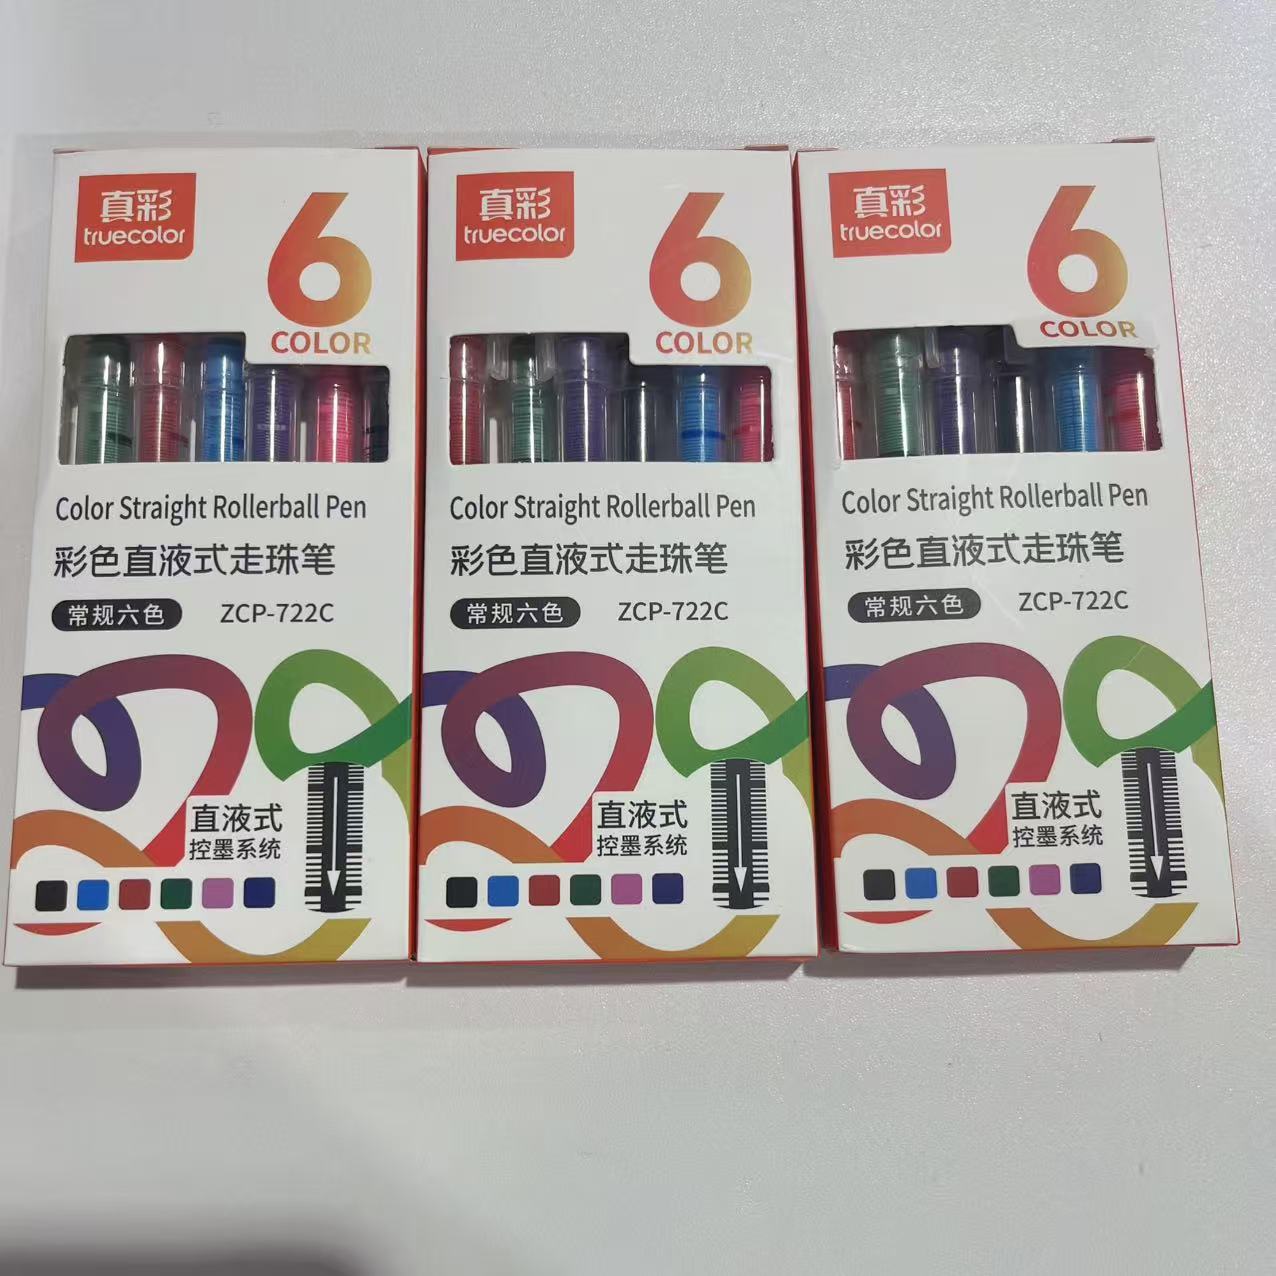 真彩
truecolor
6
COLOR
Color Straight Rollerball Pen
彩色直液式走珠笔
常规六色 ZCP-722C
直液式
控墨系统
真彩
truecolor
6
COLOR
Color Straight Rollerball Pen
彩色直液式走珠笔
常规六色 ZCP-722C
直液式
控墨系统
真彩
truecolor
6
COLOR
Color Straight Rollerball Pen
彩色直液式走珠笔
常规六色 ZCP-722C
直液式
控墨系统